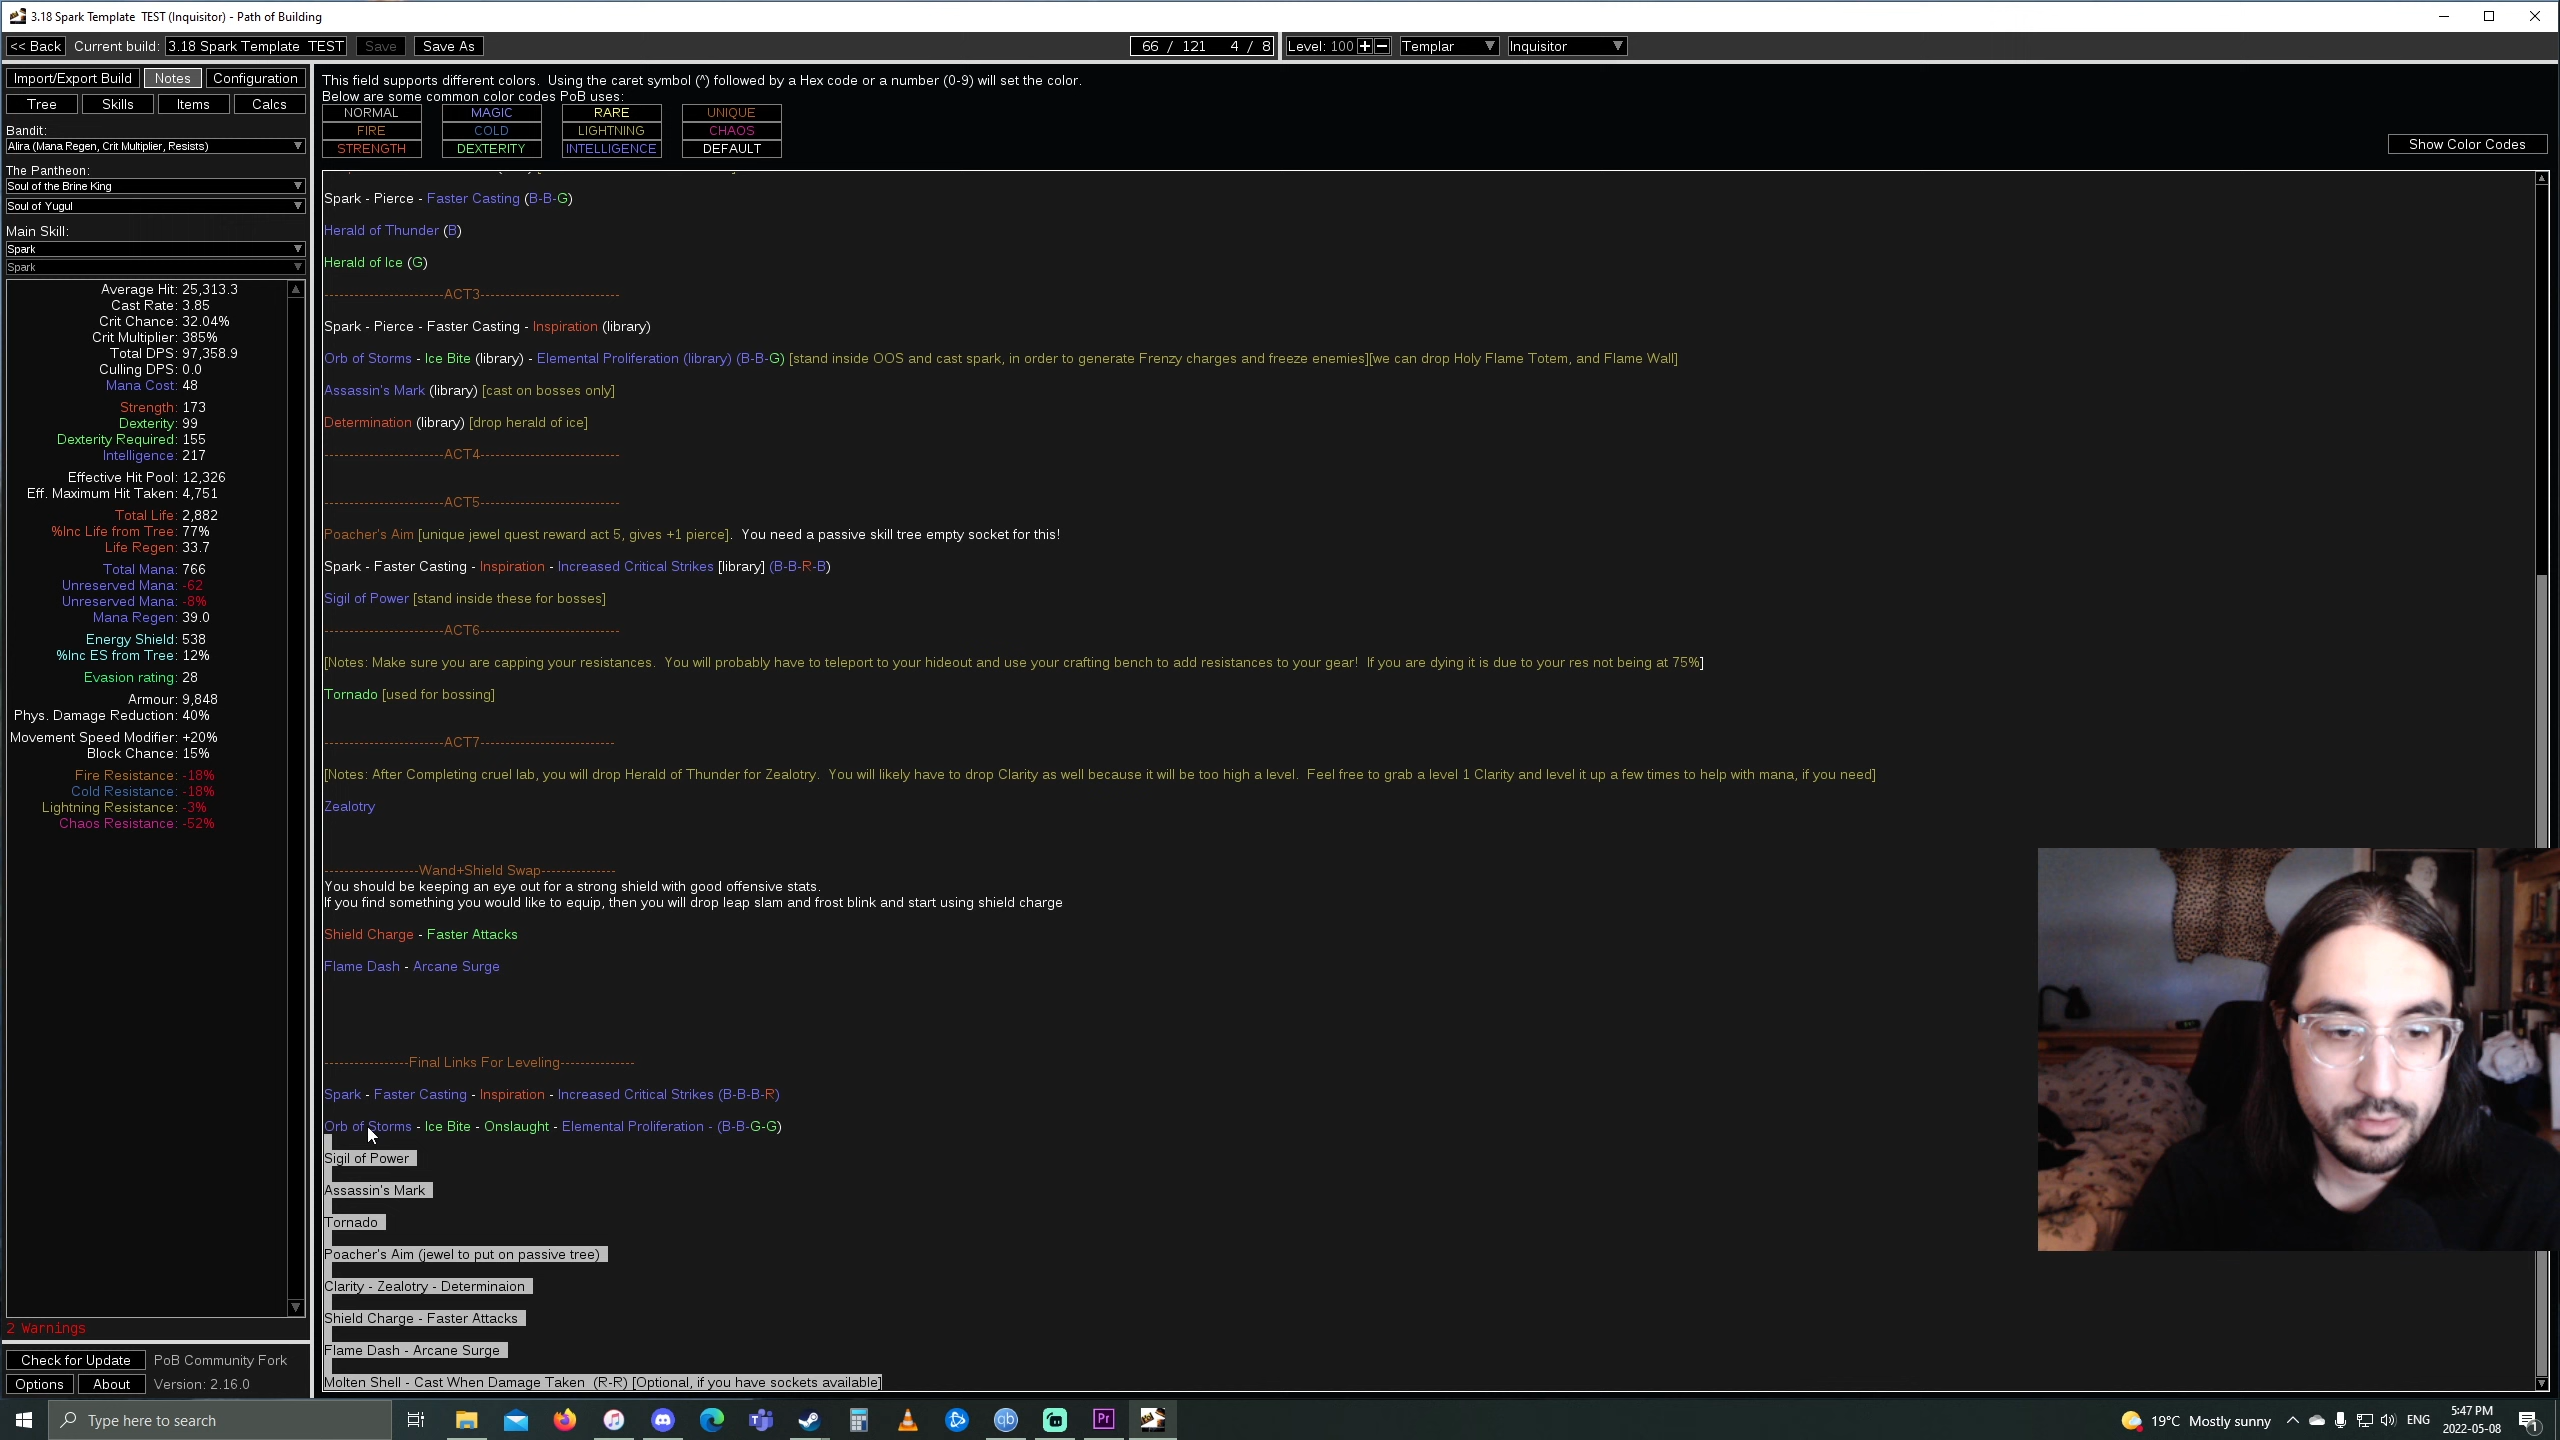 3.18 Spark Template  TEST (Inquisitor) - Path of Building
<< Back
Current build: 3.18 Spark Template  TEST
Save
Save As
66 / 121   4 / 8
Level: 100
Templar
Inquisitor
Import/Export Build
Notes
Configuration
Tree
Skills
Items
Calcs
Bandit:
Alira (Mana Regen, Crit Multiplier, Resists)
The Pantheon:
Soul of the Brine King
Soul of Yugul
Main Skill:
Spark
Spark
Average Hit: 25,313.3
Cast Rate: 3.85
Crit Chance: 32.04%
Crit Multiplier: 385%
Total DPS: 97,358.9
Culling DPS: 0.0
Mana Cost: 48
Strength: 173
Dexterity: 99
Dexterity Required: 155
Intelligence: 217
Effective Hit Pool: 12,326
Eff. Maximum Hit Taken: 4,751
Total Life: 2,882
%Inc Life from Tree: 77%
Life Regen: 33.7
Total Mana: 766
Unreserved Mana: -62
Unreserved Mana: -8%
Mana Regen: 39.0
Energy Shield: 538
%Inc ES from Tree: 12%
Evasion rating: 28
Armour: 9,848
Phys. Damage Reduction: 40%
Movement Speed Modifier: +20%
Block Chance: 15%
Fire Resistance: -18%
Cold Resistance: -18%
Lightning Resistance: -3%
Chaos Resistance: -52%
2 Warnings
Check for Update
PoB Community Fork
Options
About
Version: 2.16.0
This field supports different colors.  Using the caret symbol (^) followed by a Hex code or a number (0-9) will set the color.
Below are some common color codes PoB uses:
NORMAL
MAGIC
RARE
UNIQUE
FIRE
COLD
LIGHTNING
CHAOS
STRENGTH
DEXTERITY
INTELLIGENCE
DEFAULT
Show Color Codes
Spark - Pierce - Faster Casting (B-B-G)
Herald of Thunder (B)
Herald of Ice (G)
------------------------ACT3----------------------------
Spark - Pierce - Faster Casting - Inspiration (library)
Orb of Storms - Ice Bite (library) - Elemental Proliferation (library) (B-B-G) [stand inside OOS and cast spark, in order to generate Frenzy charges and freeze enemies][we can drop Holy Flame Totem, and Flame Wall]
Assassin's Mark (library) [cast on bosses only]
Determination (library) [drop herald of ice]
------------------------ACT4----------------------------
------------------------ACT5----------------------------
Poacher's Aim [unique jewel quest reward act 5, gives +1 pierce].  You need a passive skill tree empty socket for this!
Spark - Faster Casting - Inspiration - Increased Critical Strikes [library] (B-B-R-B)
Sigil of Power [stand inside these for bosses]
------------------------ACT6----------------------------
[Notes: Make sure you are capping your resistances.  You will probably have to teleport to your hideout and use your crafting bench to add resistances to your gear!  If you are dying it is due to your res not being at 75%]
Tornado [used for bossing]
------------------------ACT7---------------------------
[Notes: After Completing cruel lab, you will drop Herald of Thunder for Zealotry.  You will likely have to drop Clarity as well because it will be too high a level.  Feel free to grab a level 1 Clarity and level it up a few times to help with mana, if you need]
Zealotry
-------------------Wand+Shield Swap---------------
You should be keeping an eye out for a strong shield with good offensive stats.
If you find something you would like to equip, then you will drop leap slam and frost blink and start using shield charge
Shield Charge - Faster Attacks
Flame Dash - Arcane Surge
-----------------Final Links For Leveling---------------
Spark - Faster Casting - Inspiration - Increased Critical Strikes (B-B-B-R)
Orb of Storms - Ice Bite - Onslaught - Elemental Proliferation - (B-B-G-G)
Sigil of Power
Assassin's Mark
Tornado
Poacher's Aim (jewel to put on passive tree)
Clarity - Zealotry - Determinaion
Shield Charge - Faster Attacks
Flame Dash - Arcane Surge
Molten Shell - Cast When Damage Taken  (R-R) [Optional, if you have sockets available]
Type here to search
19°C  Mostly sunny
ENG
5:47 PM
2022-05-08